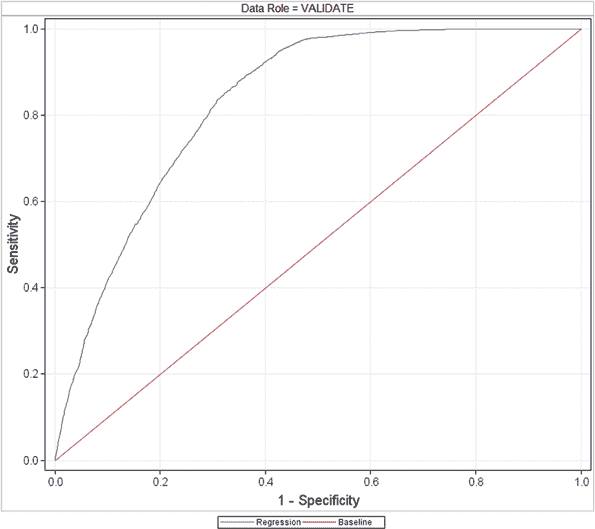 Data Role = VALIDATE
1.0
0.8
0.6
0.4
0.2
0.0
Sensitivity
0.0 0.2 0.4 0.6 0.8 1.0
1 - Specificity
Regression Baseline